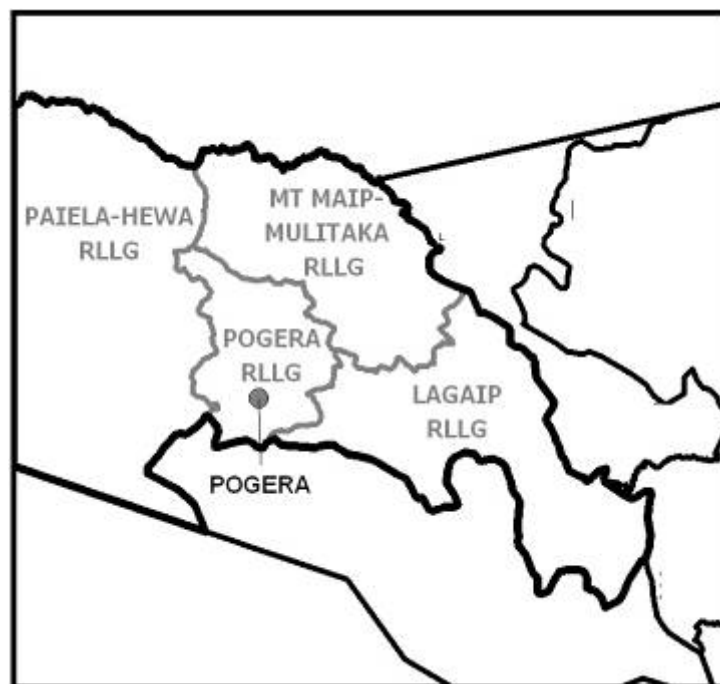 PAIELA-HEWA
RLLG
MT MAIP-
MULITAKA
RLLG
POGERA
RLLG
LAGAIP
RLLG
POGERA